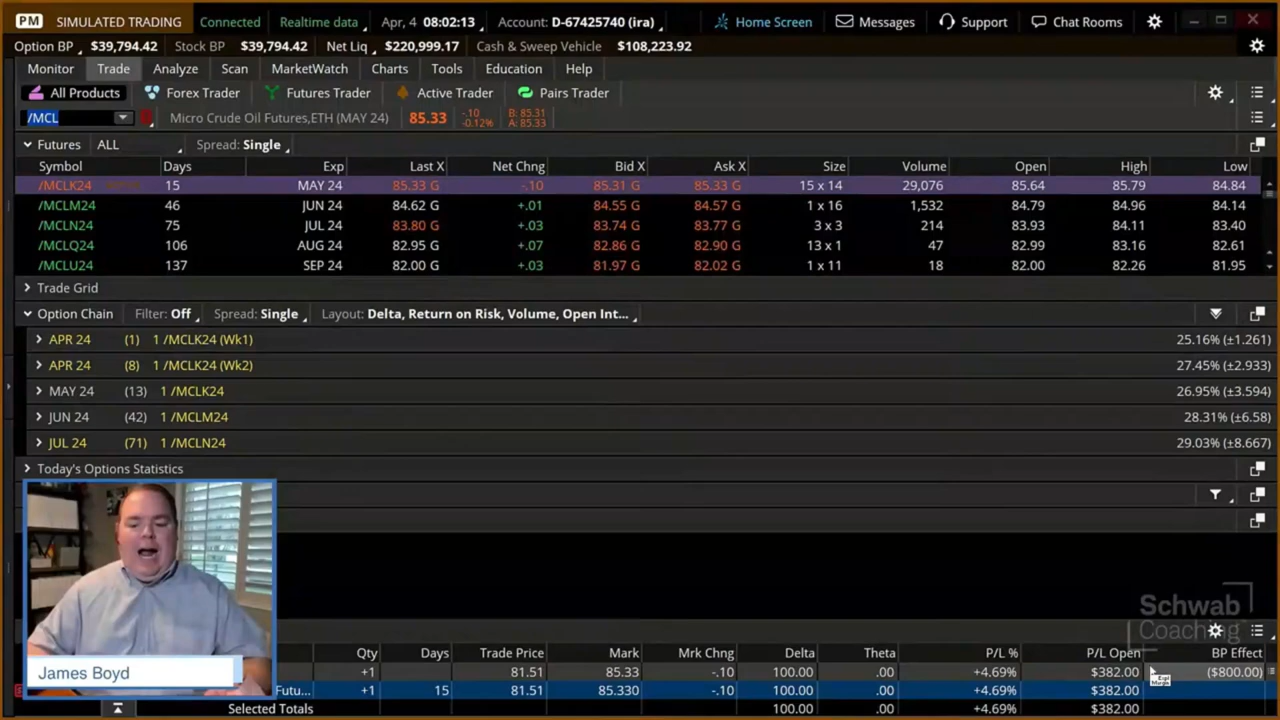 PM SIMULATED TRADING Connected Realtime data Apr, 4 08:02:13 Account: D-67425740 (ira) Home Screen Messages Support Chat Rooms
Option BP $39,794.42 Stock BP $39,794.42 Net Liq $220,999.17 Cash & Sweep Vehicle $108,223.92
Monitor Trade Analyze Scan MarketWatch Charts Tools Education Help
All Products Forex Trader Futures Trader Active Trader Pairs Trader
/MCL Micro Crude Oil Futures,ETH (MAY 24) 85.33 -.10 -0.12% B: 85.31 A: 85.33
Futures ALL Spread: Single
Symbol Days Exp Last X Net Chng Bid X Ask X Size Volume Open High Low
/MCLK24 15 MAY 24 85.33 G -.10 85.31 G 85.33 G 15 x 14 29,076 85.64 85.79 84.84
/MCLM24 46 JUN 24 84.62 G +.01 84.55 G 84.57 G 1 x 16 1,532 84.79 84.96 84.14
/MCLN24 75 JUL 24 83.80 G +.03 83.74 G 83.77 G 3 x 3 214 83.93 84.11 83.40
/MCLQ24 106 AUG 24 82.95 G +.07 82.86 G 82.90 G 13 x 1 47 82.99 83.16 82.61
/MCLU24 137 SEP 24 82.00 G +.03 81.97 G 82.02 G 1 x 11 18 82.00 82.26 81.95
Trade Grid
Option Chain Filter: Off Spread: Single Layout: Delta, Return on Risk, Volume, Open Int...
APR 24 (1) 1 /MCLK24 (Wk1) 25.16% (±1.261)
APR 24 (8) 1 /MCLK24 (Wk2) 27.45% (±2.933)
MAY 24 (13) 1 /MCLK24 26.95% (±3.594)
JUN 24 (42) 1 /MCLM24 28.31% (±6.58)
JUL 24 (71) 1 /MCLN24 29.03% (±8.667)
Today's Options Statistics
Schwab
Coaching
James Boyd
Qty Days Trade Price Mark Mrk Chng Delta Theta P/L % P/L Open BP Effect
+1 81.51 85.33 -.10 100.00 .00 +4.69% $382.00 ($800.00)
Futu... +1 15 81.51 85.330 -.10 100.00 .00 +4.69% $382.00
Selected Totals 100.00 .00 +4.69% $382.00